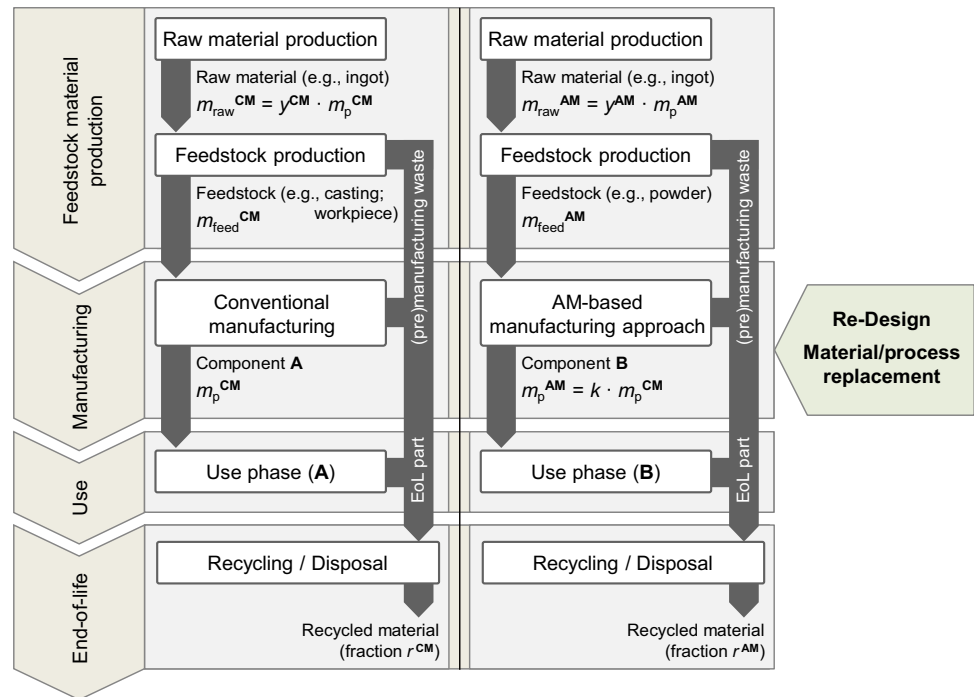 Feedstock material
production
Raw material production
Raw material (e.g., ingot)
m_raw^CM = y^CM · m_p^CM
Feedstock production
Feedstock (e.g., casting;
workpiece)
m_feed^CM
(pre)manufacturing waste
Raw material production
Raw material (e.g., ingot)
m_raw^AM = y^AM · m_p^AM
Feedstock production
Feedstock (e.g., powder)
m_feed^AM
(pre)manufacturing waste
Manufacturing
Conventional
manufacturing
Component A
m_p^CM
AM-based
manufacturing approach
Component B
m_p^AM = k · m_p^CM
Re-Design
Material/process
replacement
Use
Use phase (A)
EoL part
Use phase (B)
EoL part
End-of-life
Recycling / Disposal
Recycled material
(fraction r^CM)
Recycling / Disposal
Recycled material
(fraction r^AM)